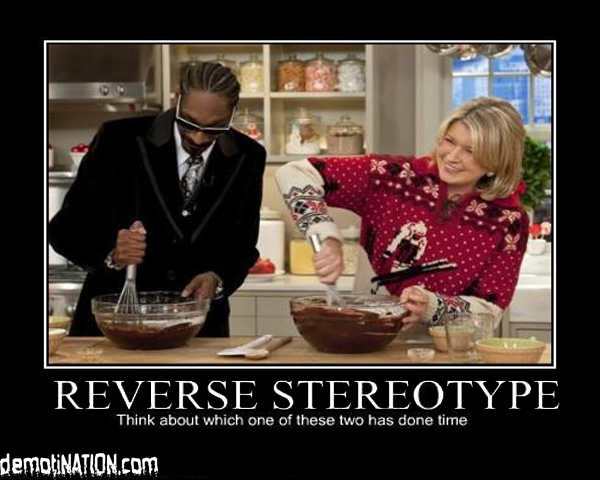 REVERSE STEREOTYPE
Think about which one of these two has done time
demotiNATION.com